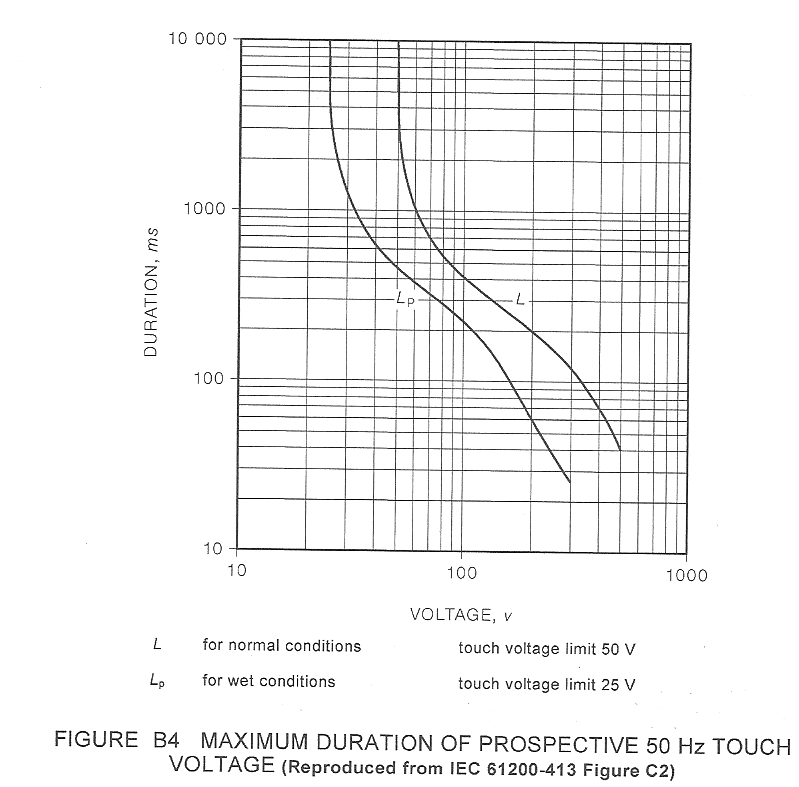 10 000
1000
100
10
DURATION, ms
Lp
L
10
100
1000
VOLTAGE, v
L for normal conditions touch voltage limit 50 V
Lp for wet conditions touch voltage limit 25 V
FIGURE B4 MAXIMUM DURATION OF PROSPECTIVE 50 Hz TOUCH
VOLTAGE (Reproduced from IEC 61200-413 Figure C2)